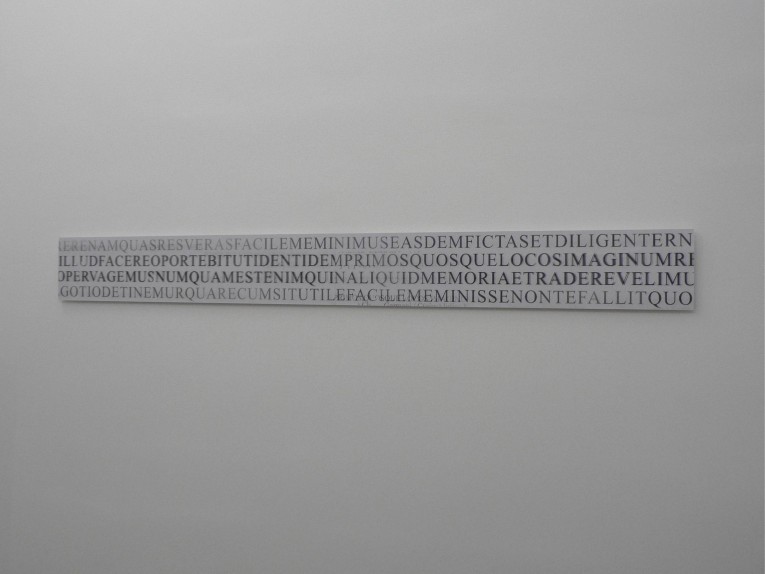 ERENAMQUASRESVERASFACILEMEMINIMUSEASDEMFICTASETDILIGENTERN
ILLUDFACEREOPORTEBITUTIDENTIDEMPRIMOSQUOSQUELOCOSIMAGINUMRE
OPERVAGEMUSNUMQUAMESTENIMQUINALIQUIDMEMORIAETRADEREVELIMU
GOTIODETINEMURQUARECUMSITUTILEFACILEMEMINISSENONTEFALLITQUO